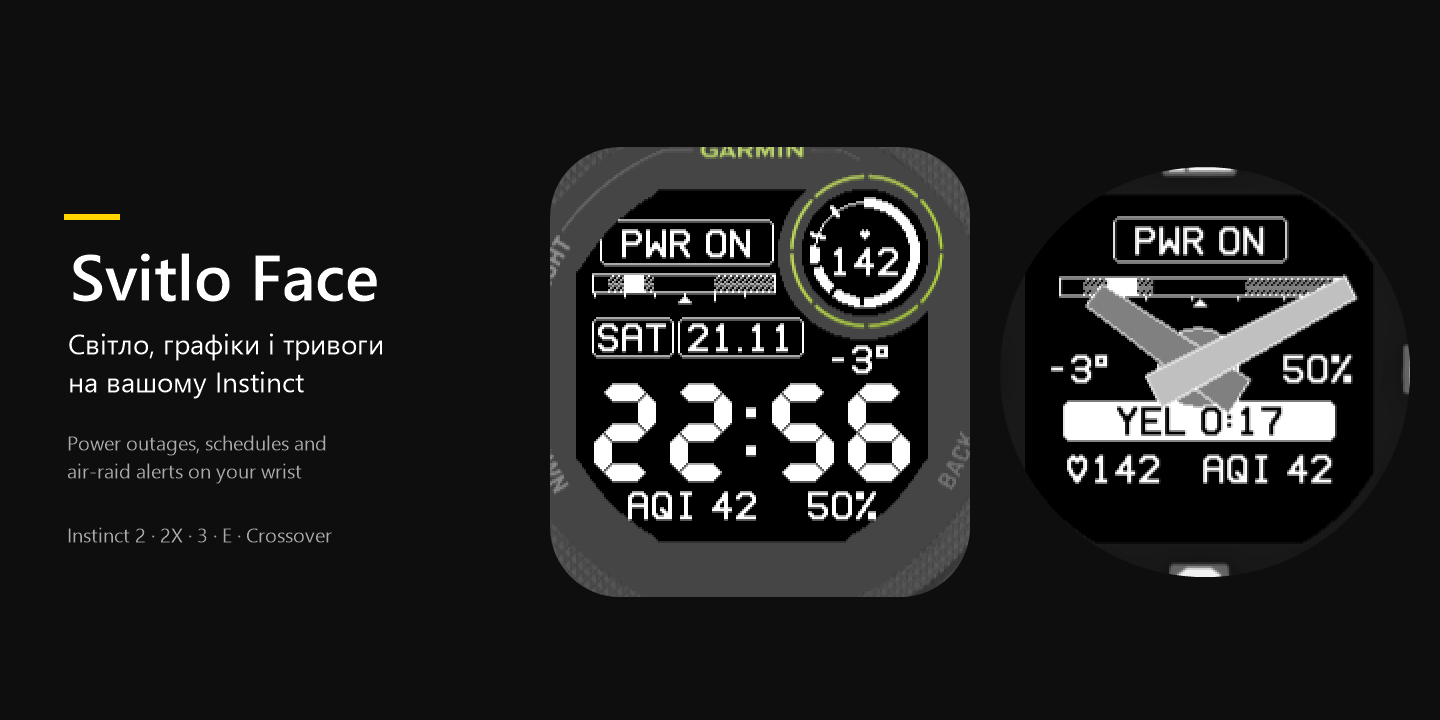 Svitlo Face
Світло, графіки і тривоги
на вашому Instinct
Power outages, schedules and
air-raid alerts on your wrist
Instinct 2 · 2X · 3 · E · Crossover
GARMIN
PWR ON
142
SAT 21.11
-3°
22:56
AQI 42 50%
BACK
PWR ON
-3° 50%
YEL 0:17
142 AQI 42